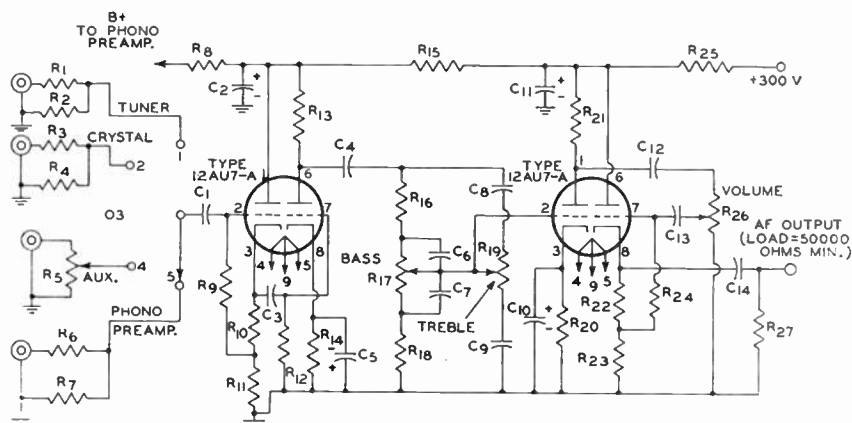 B+
TO PHONO
PREAMP.
R8
R15
R25
+300 V
C2 +
-
C11 +
-
R1
R2
TUNER
R3
CRYSTAL
R4
1
2
O3
R5
AUX.
4
5
PHONO
PREAMP.
R6
R7
R13
TYPE
12AU7-A
6
C4
C1
2
7
3
4
9
5
8
R9
C3
R10
R11
R12
R14
-
+
C5
BASS
R16
R17
R18
C6
C7
C8
R19
TREBLE
C9
R21
TYPE
12AU7-A
1
6
C12
2
7
3
4
9
5
8
C13
VOLUME
R26
AF OUTPUT
(LOAD=50000
OHMS MIN.)
C10
+
-
R20
R22
R23
R24
C14
R27